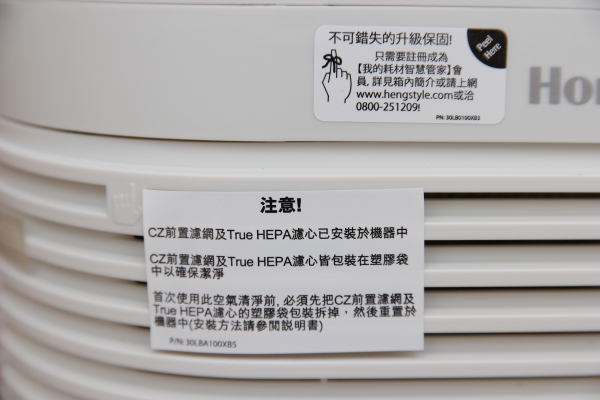 不可錯失的升級保固!
只需要註冊成為
【我的耗材智慧管家】會
員,詳見箱內簡介或請上網
www.hengstyle.com或洽
0800-251209!
Peel
Here
PN: 30LB0100XB3
Hon
注意!
CZ前置濾網及True HEPA濾心已安裝於機器中
CZ前置濾網及True HEPA濾心皆包裝在塑膠袋
中以確保潔淨
首次使用此空氣清淨前, 必須先把CZ前置濾網及
True HEPA濾心的塑膠袋包裝拆掉，然後重置於
機器中(安裝方法請參閱說明書)
P/N: 30LBA100XB5